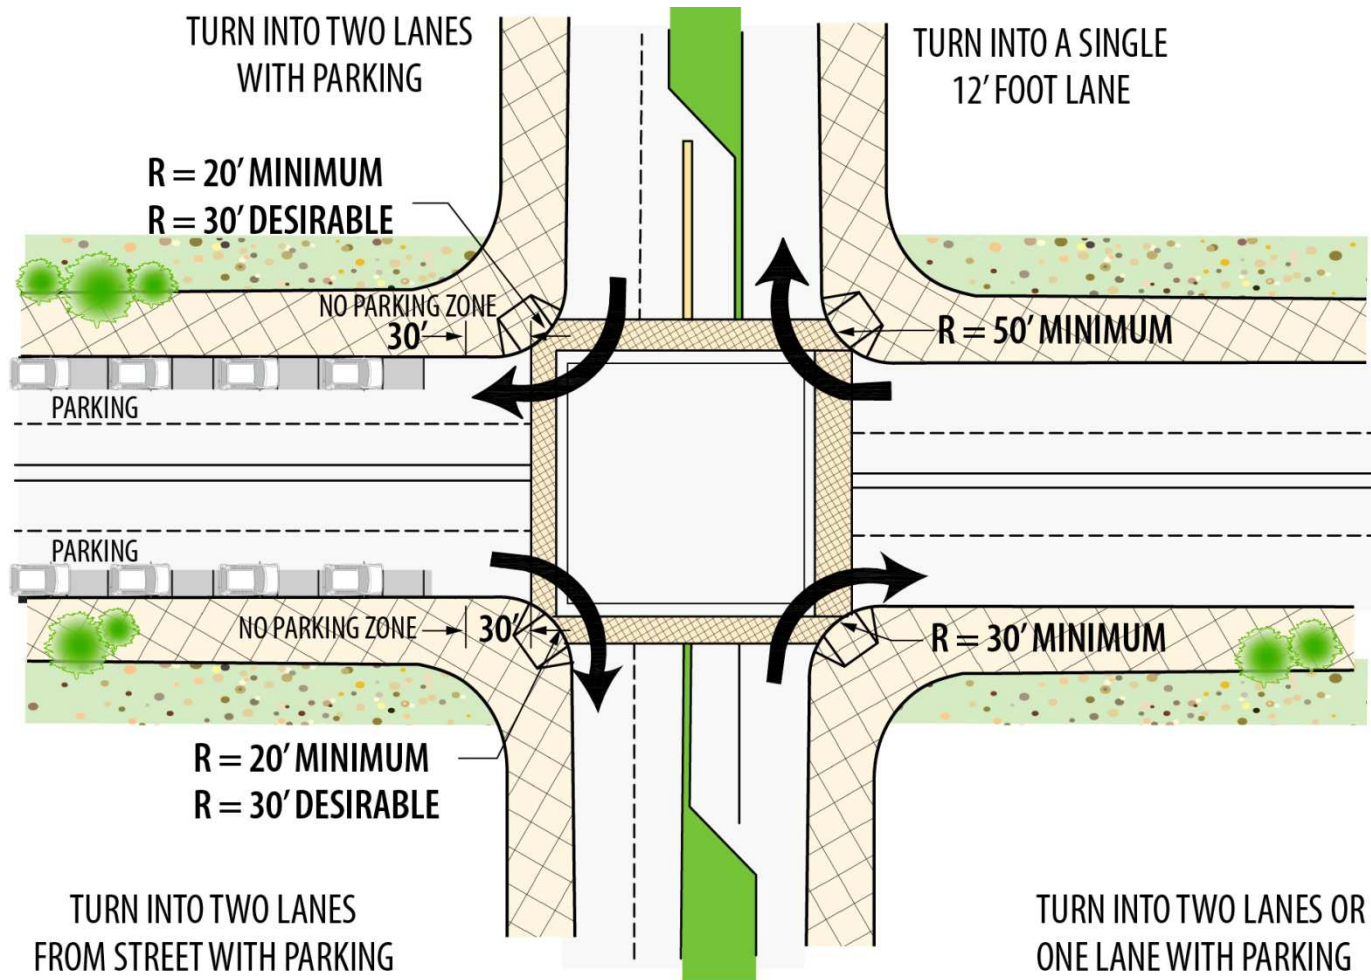 TURN INTO TWO LANES
WITH PARKING
TURN INTO A SINGLE
12' FOOT LANE
R = 20' MINIMUM
R = 30' DESIRABLE
NO PARKING ZONE
30'
R = 50' MINIMUM
PARKING
PARKING
NO PARKING ZONE
30'
R = 30' MINIMUM
R = 20' MINIMUM
R = 30' DESIRABLE
TURN INTO TWO LANES
FROM STREET WITH PARKING
TURN INTO TWO LANES OR
ONE LANE WITH PARKING